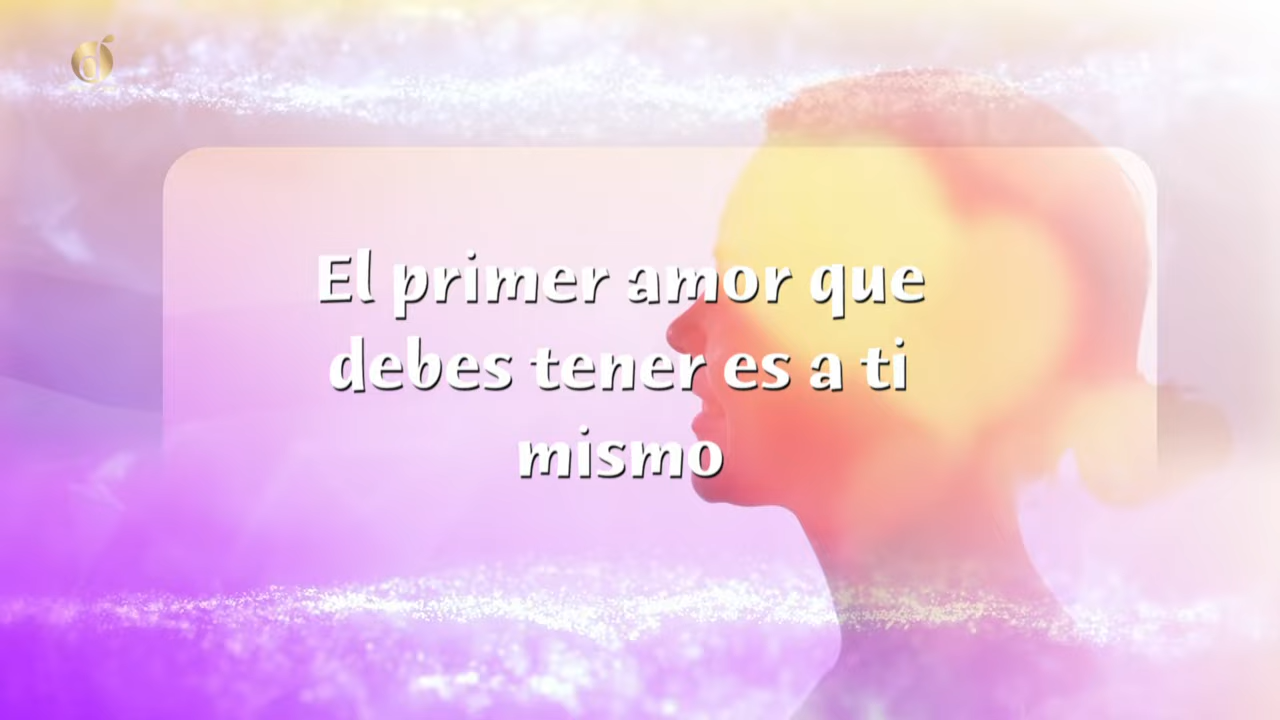 El primer amor que
debes tener es a ti
mismo